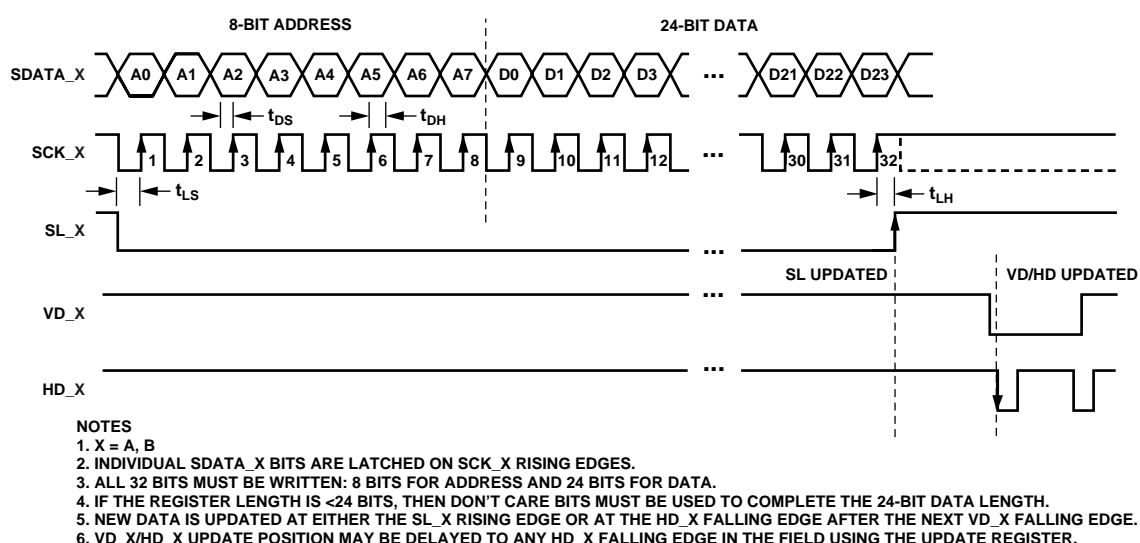 8-BIT ADDRESS 24-BIT DATA
SDATA_X A0 A1 A2 A3 A4 A5 A6 A7 D0 D1 D2 D3 ... D21 D22 D23
tDS tDH
SCK_X 1 2 3 4 5 6 7 8 9 10 11 12 ... 30 31 32
tLS tLH
SL_X ...
SL UPDATED VD/HD UPDATED
VD_X ...
HD_X ...
NOTES
1. X = A, B
2. INDIVIDUAL SDATA_X BITS ARE LATCHED ON SCK_X RISING EDGES.
3. ALL 32 BITS MUST BE WRITTEN: 8 BITS FOR ADDRESS AND 24 BITS FOR DATA.
4. IF THE REGISTER LENGTH IS <24 BITS, THEN DON'T CARE BITS MUST BE USED TO COMPLETE THE 24-BIT DATA LENGTH.
5. NEW DATA IS UPDATED AT EITHER THE SL_X RISING EDGE OR AT THE HD_X FALLING EDGE AFTER THE NEXT VD_X FALLING EDGE.
6. VD_X/HD_X UPDATE POSITION MAY BE DELAYED TO ANY HD_X FALLING EDGE IN THE FIELD USING THE UPDATE REGISTER.